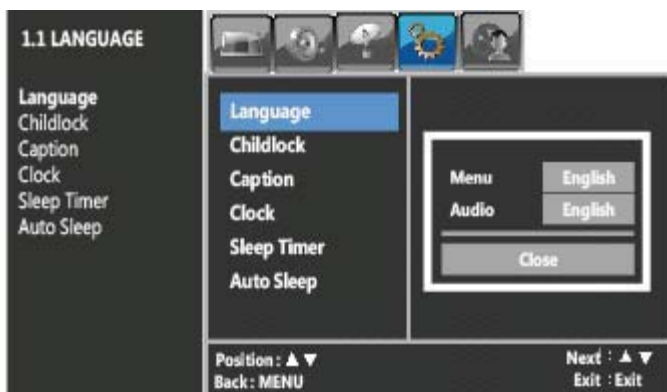 1.1 LANGUAGE
Language
Childlock
Caption
Clock
Sleep Timer
Auto Sleep
Language
Childlock
Caption
Clock
Sleep Timer
Auto Sleep
Menu English
Audio English
Close
Position : ▲ ▼
Back : MENU
Next : ▲ ▼
Exit : Exit